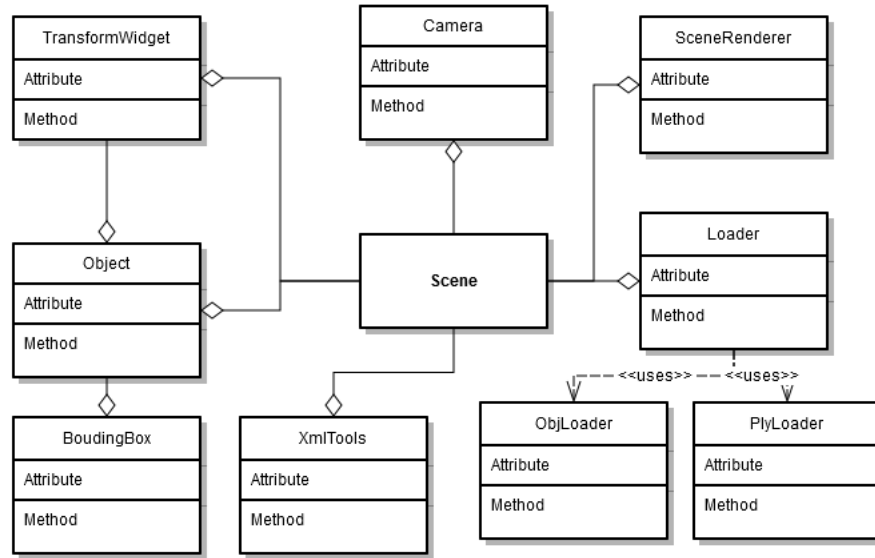 TransformWidget
Attribute
Method
Camera
Attribute
Method
SceneRenderer
Attribute
Method
Object
Attribute
Method
Scene
Loader
Attribute
Method
<<uses>>
<<uses>>
BoudingBox
Attribute
Method
XmlTools
Attribute
Method
ObjLoader
Attribute
Method
PlyLoader
Attribute
Method